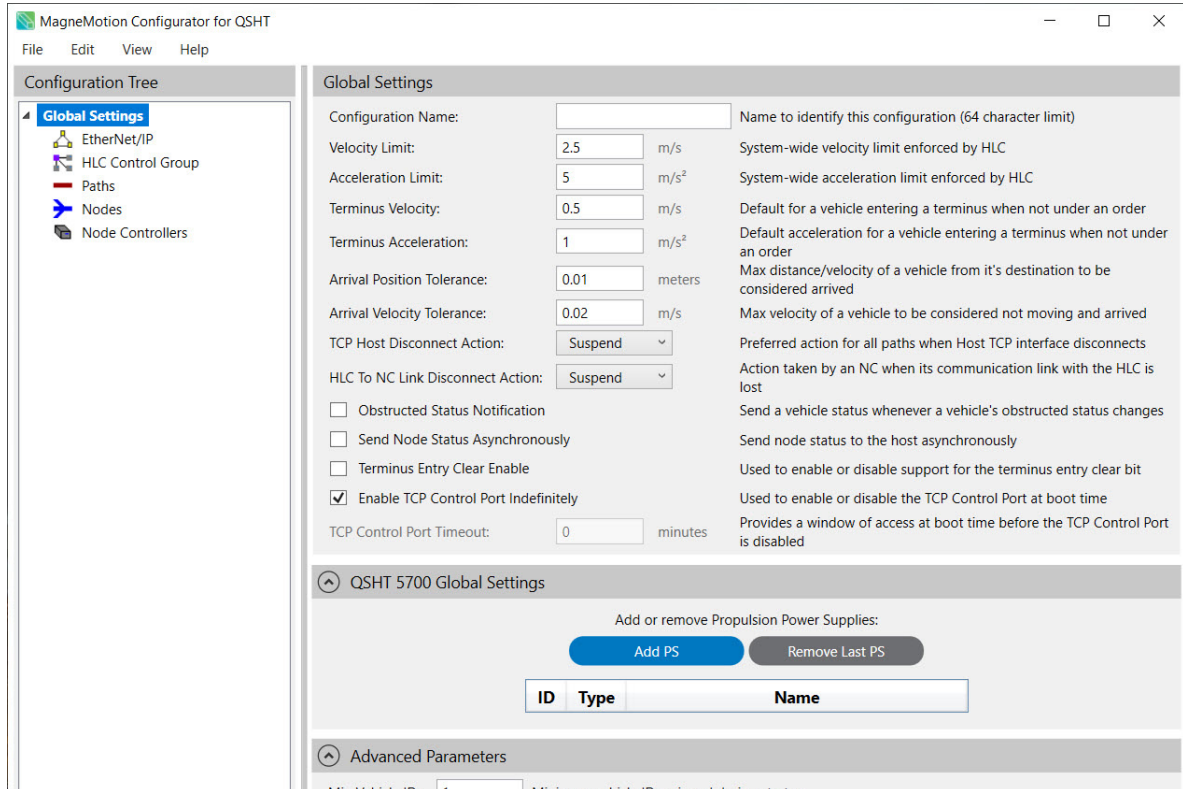 MagneMotion Configurator for QSHT
File Edit View Help
Configuration Tree
Global Settings
EtherNet/IP
HLC Control Group
Paths
Nodes
Node Controllers
Global Settings
Configuration Name: Name to identify this configuration (64 character limit)
Velocity Limit: 2.5 m/s System-wide velocity limit enforced by HLC
Acceleration Limit: 5 m/s² System-wide acceleration limit enforced by HLC
Terminus Velocity: 0.5 m/s Default for a vehicle entering a terminus when not under an order
Terminus Acceleration: 1 m/s² Default acceleration for a vehicle entering a terminus when not under
an order
Arrival Position Tolerance: 0.01 meters Max distance/velocity of a vehicle from it's destination to be
considered arrived
Arrival Velocity Tolerance: 0.02 m/s Max velocity of a vehicle to be considered not moving and arrived
TCP Host Disconnect Action: Suspend Preferred action for all paths when Host TCP interface disconnects
HLC To NC Link Disconnect Action: Suspend Action taken by an NC when its communication link with the HLC is
lost
Obstructed Status Notification Send a vehicle status whenever a vehicle's obstructed status changes
Send Node Status Asynchronously Send node status to the host asynchronously
Terminus Entry Clear Enable Used to enable or disable support for the terminus entry clear bit
Enable TCP Control Port Indefinitely Used to enable or disable the TCP Control Port at boot time
TCP Control Port Timeout: 0 minutes Provides a window of access at boot time before the TCP Control Port
is disabled
QSHT 5700 Global Settings
Add or remove Propulsion Power Supplies:
Add PS Remove Last PS
ID Type Name
Advanced Parameters